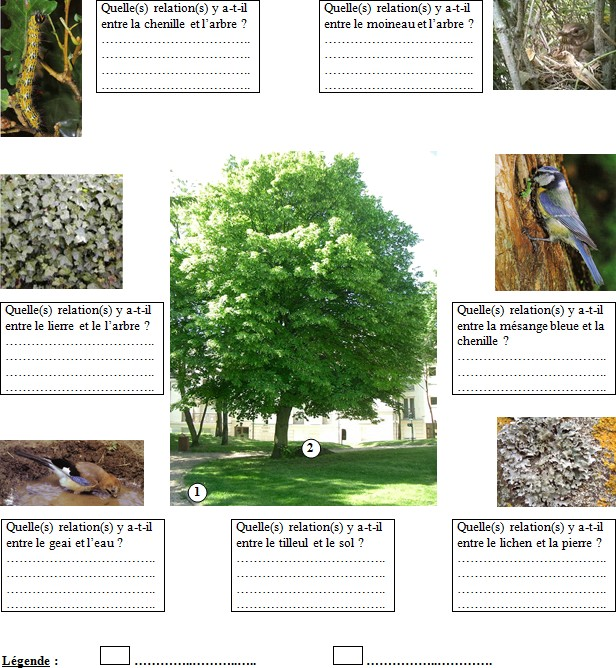 Quelle(s) relation(s) y a-t-il
entre la chenille et l’arbre ?
……………………………..
……………………………..
……………………………..
……………………………..
Quelle(s) relation(s) y a-t-il
entre le moineau et l’arbre ?
……………………………..
……………………………..
……………………………..
……………………………..
Quelle(s) relation(s) y a-t-il
entre le lierre et le l’arbre ?
……………………………..
……………………………..
……………………………..
……………………………..
Quelle(s) relation(s) y a-t-il
entre la mésange bleue et la
chenille ?
……………………………..
……………………………..
……………………………..
2
1
Quelle(s) relation(s) y a-t-il
entre le geai et l’eau ?
……………………………..
……………………………..
……………………………..
……………………………..
Quelle(s) relation(s) y a-t-il
entre le tilleul et le sol ?
……………………………..
……………………………..
……………………………..
……………………………..
Quelle(s) relation(s) y a-t-il
entre le lichen et la pierre ?
……………………………..
……………………………..
……………………………..
……………………………..
Légende : …………..………..….. ……………..………….